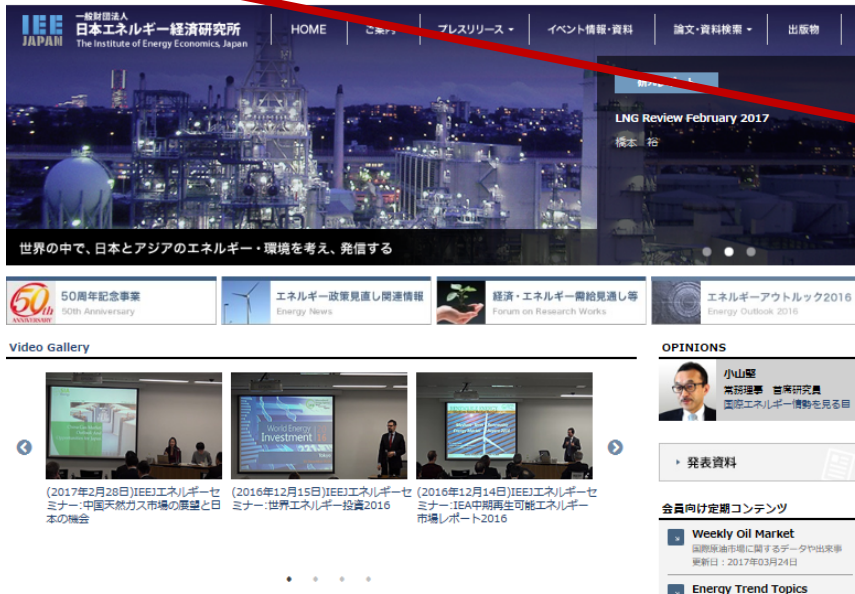 IEE JAPAN
一般財団法人
日本エネルギー経済研究所
The Institute of Energy Economics, Japan
HOME
プレスリリース
イベント情報・資料
論文・資料検索
出版物
LNG Review February 2017
橋本 裕
世界の中で、日本とアジアのエネルギー・環境を考え、発信する
50th ANNIVERSARY
50周年記念事業
50th Anniversary
エネルギー政策見直し関連情報
Energy News
経済・エネルギー需給見通し等
Forum on Research Works
エネルギーアウトルック2016
Energy Outlook 2016
Video Gallery
World Energy
Investment 16
(2017年2月28日)IEEJエネルギーセ
ミナー:中国天然ガス市場の展望と日
本の機会
(2016年12月15日)IEEJエネルギーセ
ミナー:世界エネルギー投資2016
(2016年12月14日)IEEJエネルギーセ
ミナー:IEA中期再生可能エネルギー
市場レポート2016
OPINIONS
小山堅
常務理事 首席研究員
国際エネルギー情勢を見る目
発表資料
会員向け定期コンテンツ
Weekly Oil Market
国際原油市場に関するデータや出来事
更新日：2017年03月24日
Energy Trend Topics